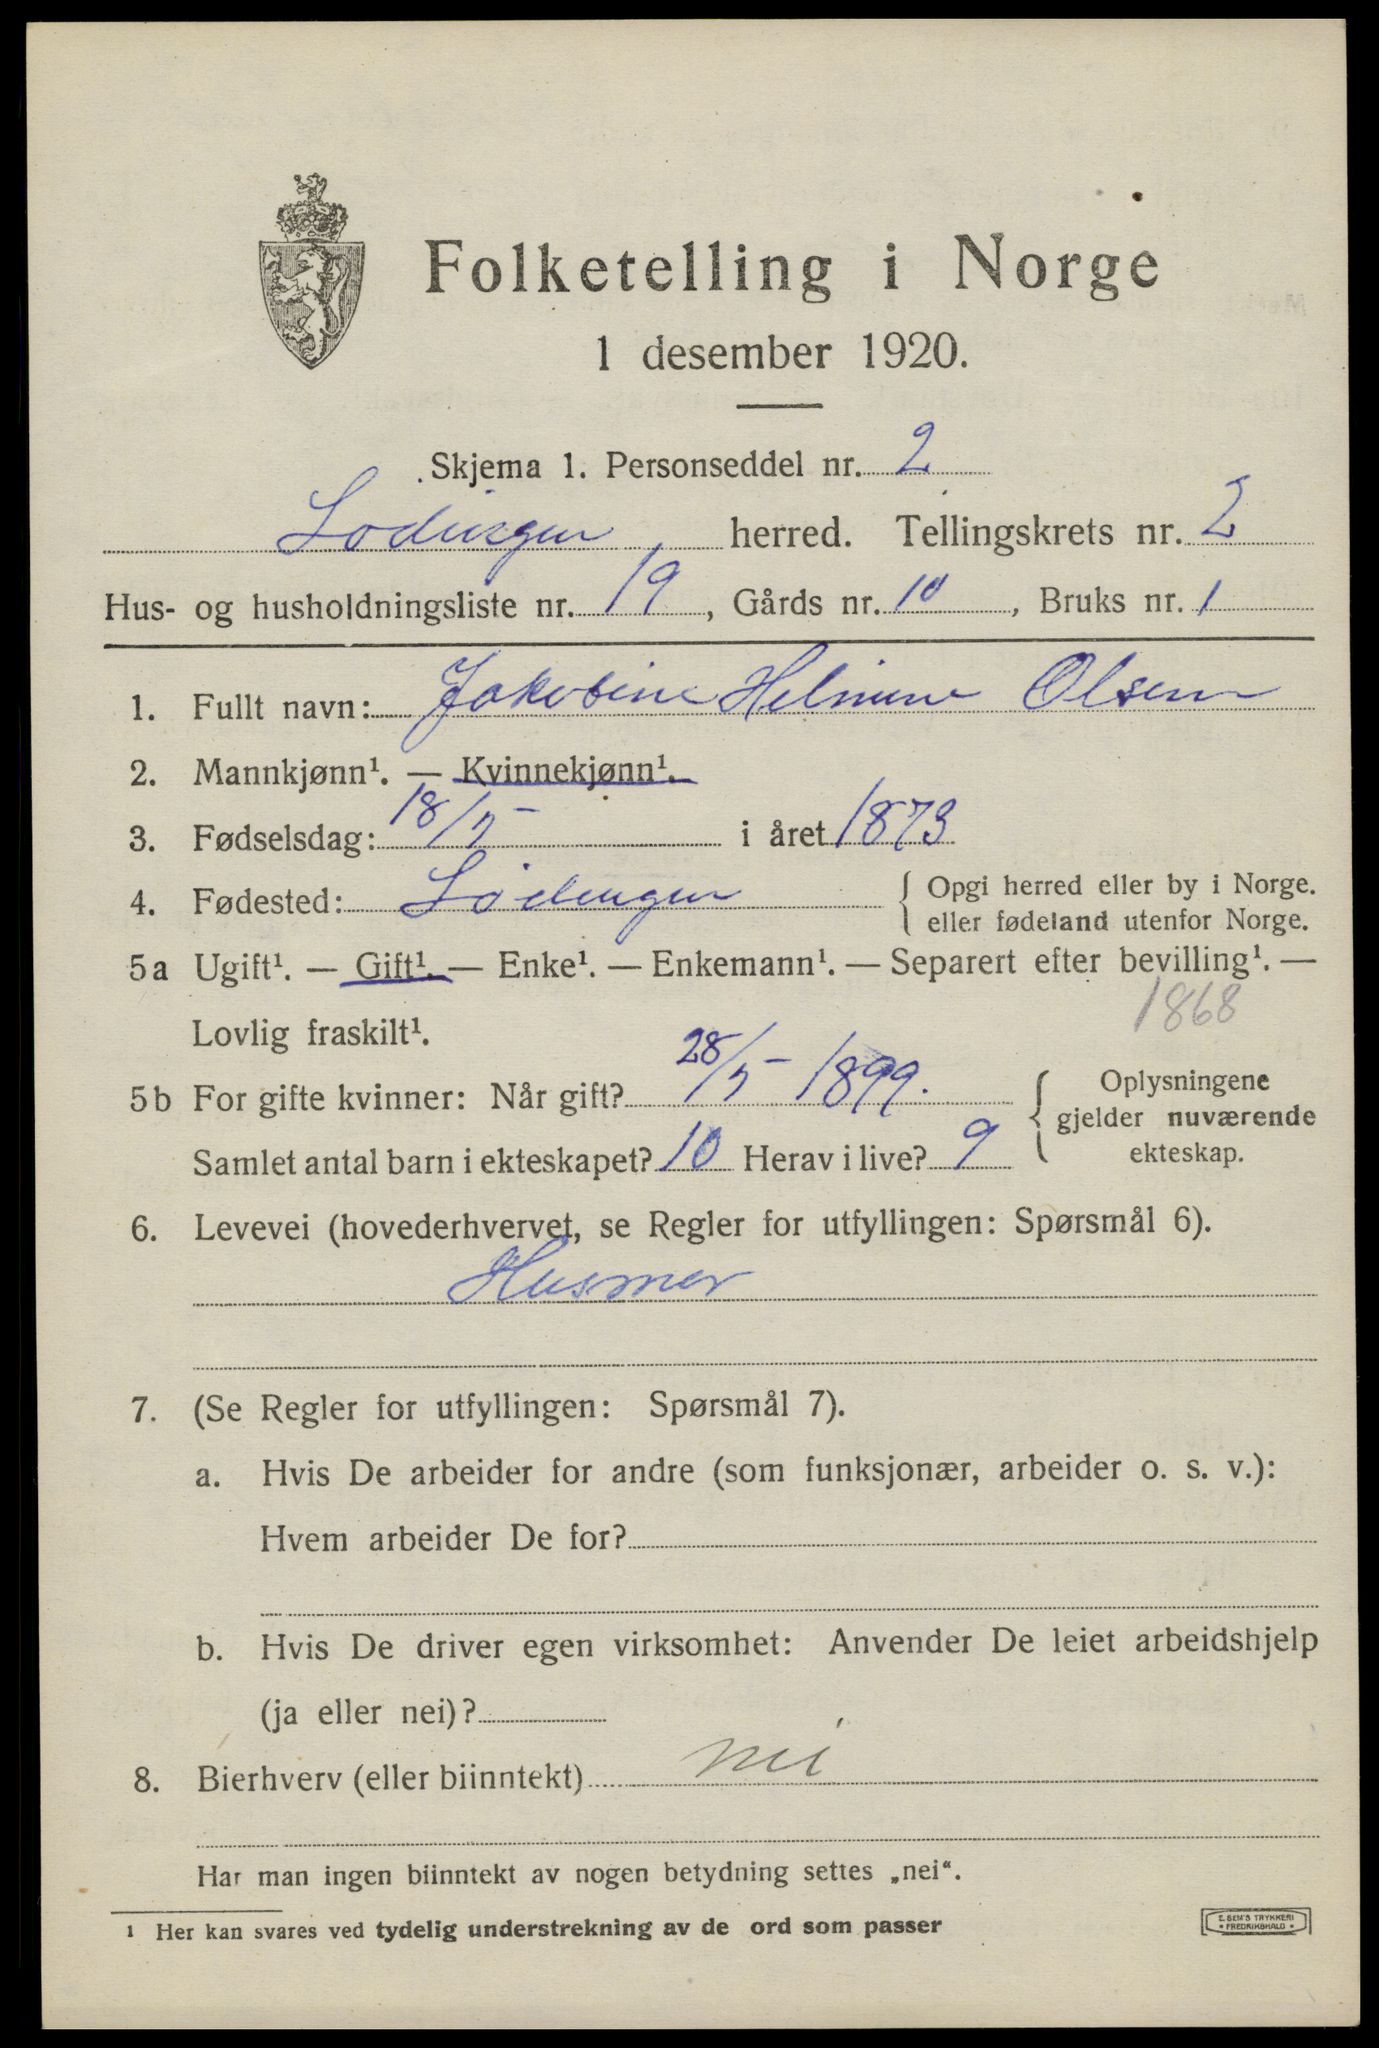 Folketelling i Norge
1 desember 1920.
Skjema 1. Personseddel nr. 2
Lødingen herred. Tellingskrets nr. 2
Hus- og husholdningsliste nr. 19, Gårds nr. 10, Bruks nr. 1
1. Fullt navn: Jakobine Helmine Olsen
2. Mannkjønn¹. — Kvinnekjønn¹.
3. Fødselsdag: 18/5- i året 1873
4. Fødested: Lødingen { Opgi herred eller by i Norge.
eller fødeland utenfor Norge.
5a Ugift¹. — Gift¹. — Enke¹. — Enkemann¹. — Separert efter bevilling¹. —
Lovlig fraskilt¹. 1868
5b For gifte kvinner: Når gift? 28/5- 1899. { Oplysningene
gjelder nuværende
Samlet antal barn i ekteskapet? 10 Herav i live? 9 ekteskap.
6. Levevei (hovederhvervet, se Regler for utfyllingen: Spørsmål 6).
Husmor
7. (Se Regler for utfyllingen: Spørsmål 7).
a. Hvis De arbeider for andre (som funksjonær, arbeider o. s. v.):
Hvem arbeider De for?
b. Hvis De driver egen virksomhet: Anvender De leiet arbeidshjelp
(ja eller nei)?
8. Bierhverv (eller biinntekt) nei
Har man ingen biinntekt av nogen betydning settes „nei“.
¹ Her kan svares ved tydelig understrekning av de ord som passer
E. SEM'S TRYKKERI
• FREDRIKSHALD •